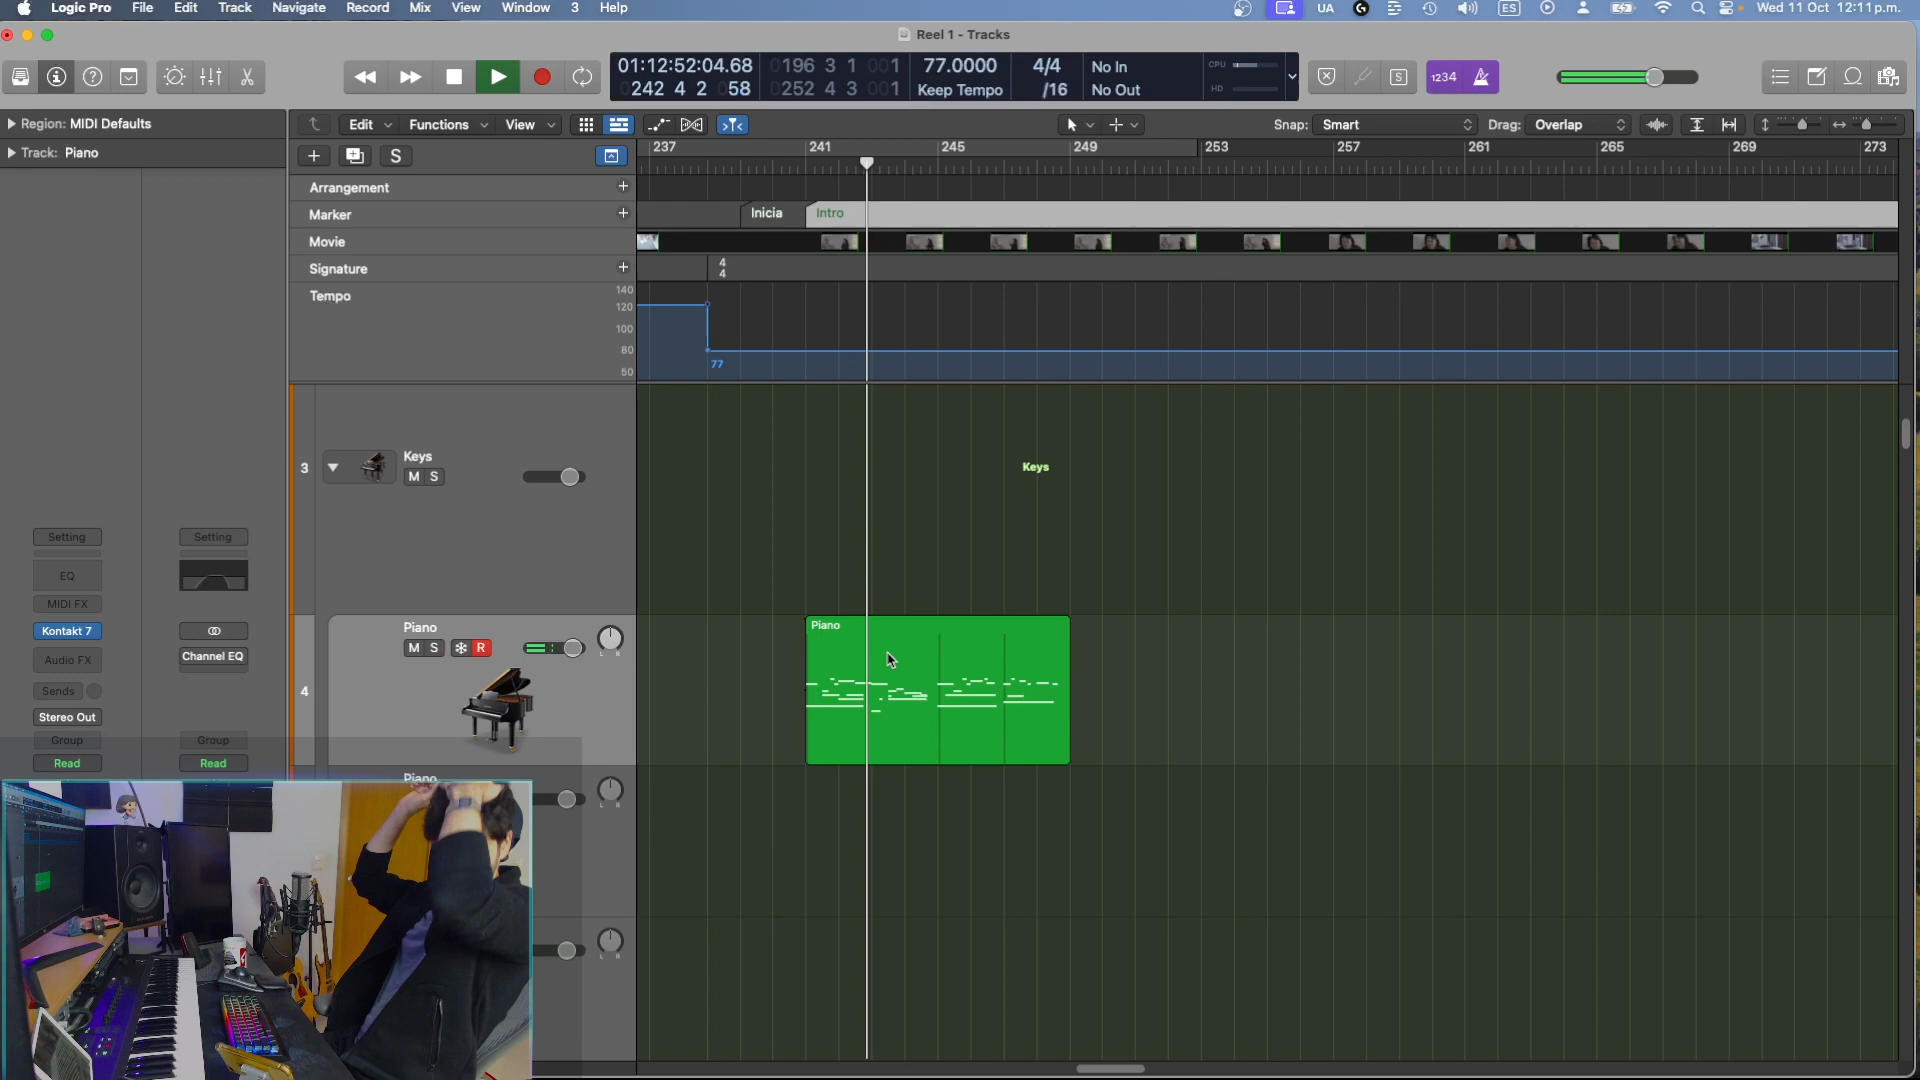 Logic Pro File Edit Track Navigate Record Mix View Window 3 Help
UA ES Wed 11 Oct 12:11 p.m.
Reel 1 - Tracks
01:12:52:04.68 0196 3 1 001 77.0000 4/4 No In CPU
0242 4 2 058 0252 4 3 001 Keep Tempo /16 No Out HD
S 1234
Region: MIDI Defaults
Edit Functions View
Snap: Smart Drag: Overlap
Track: Piano
S
237 241 245 249 253 257 261 265 269 273
Arrangement
Marker
Inicia
Intro
Movie
Signature
4
4
Tempo
140
120
100
80
50
77
3
Keys
M S
Keys
Setting Setting
EQ
MIDI FX
Kontakt 7
Audio FX
Channel EQ
Sends
Stereo Out
Group Group
Read Read
4
Piano
M S R
L R
Piano
Piano
L R
L R